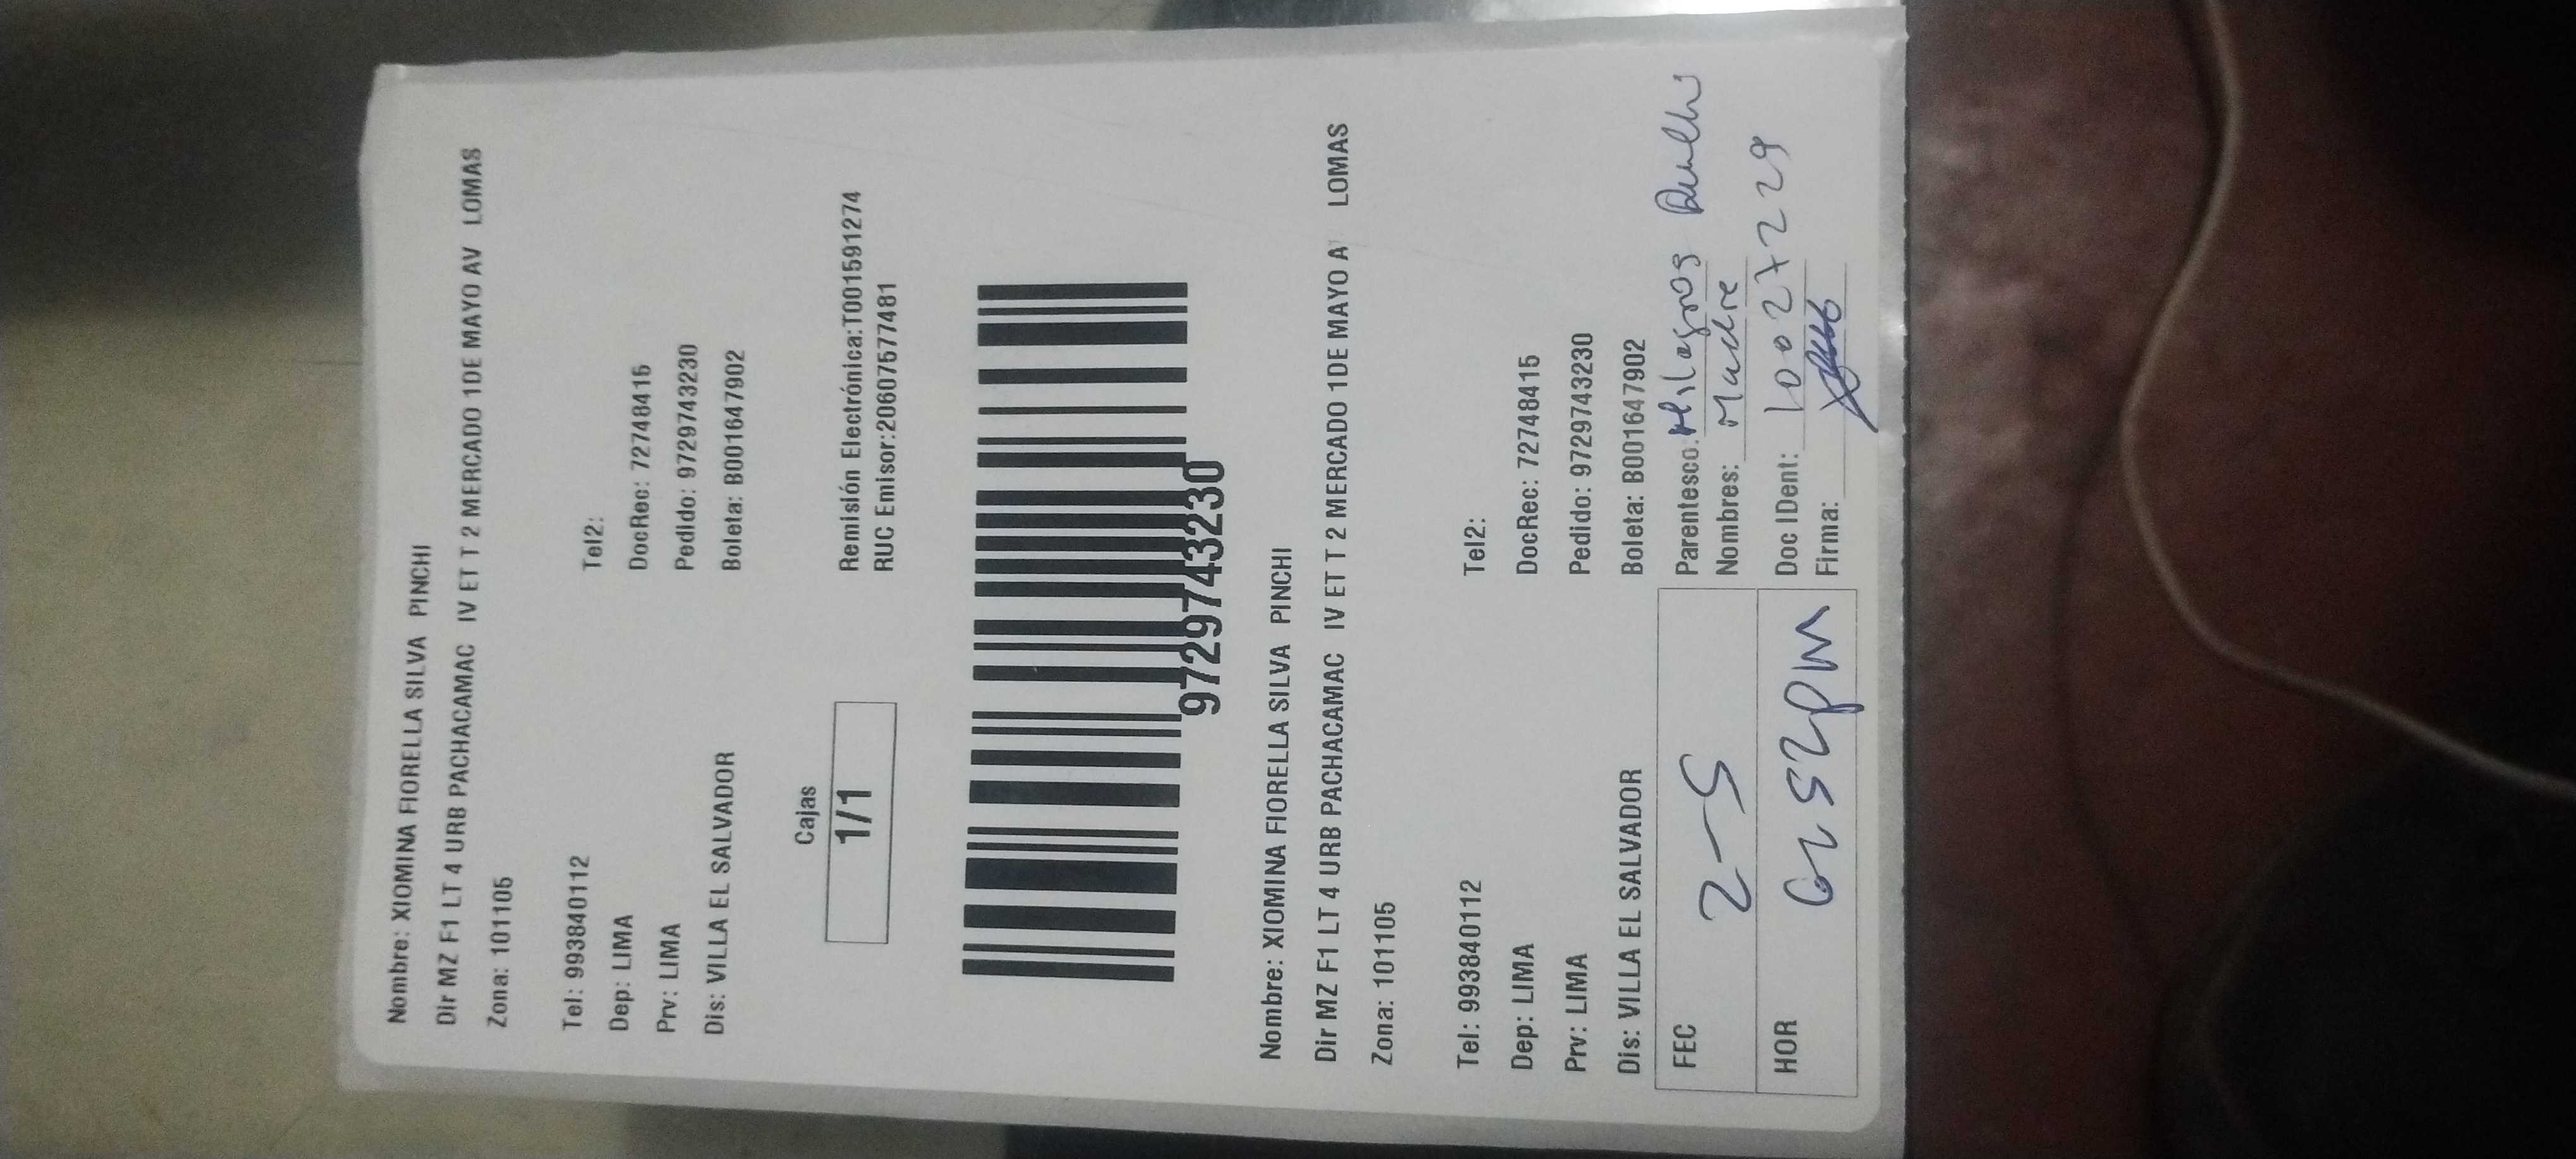 Nombre: XIOMINA FIORELLA SILVA PINCHI
Dir MZ F1 LT 4 URB PACHACAMAC IV ET T 2 MERCADO 1DE MAYO AV LOMAS
Zona: 101105
Tel: 993840112 Tel2:
Dep: LIMA DocRec: 72748415
Prv: LIMA Pedido: 9729743230
Dis: VILLA EL SALVADOR Boleta: B001647902
Cajas
1/1
Remisión Electrónica:T001591274
RUC Emisor:20607577481
9729743230
Nombre: XIOMINA FIORELLA SILVA PINCHI
Dir MZ F1 LT 4 URB PACHACAMAC IV ET T 2 MERCADO 1DE MAYO A LOMAS
Zona: 101105
Tel: 993840112 Tel2:
Dep: LIMA DocRec: 72748415
Prv: LIMA Pedido: 9729743230
Dis: VILLA EL SALVADOR Boleta: B001647902
FEC 2-5 Parentesco: Milagros
Nombres: Madre
HOR Doc IDent: 10027229
Firma: